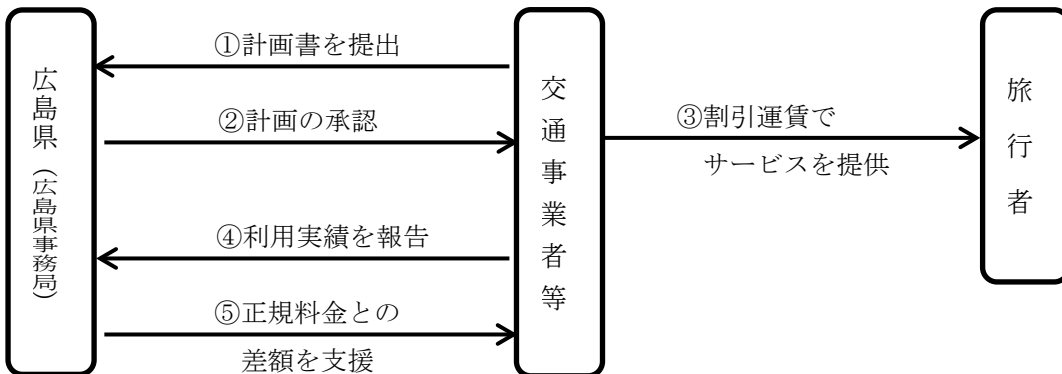 広島県（広島県事務局）
①計画書を提出
②計画の承認
④利用実績を報告
⑤正規料金との
差額を支援
交通事業者等
③割引運賃で
サービスを提供
旅行者